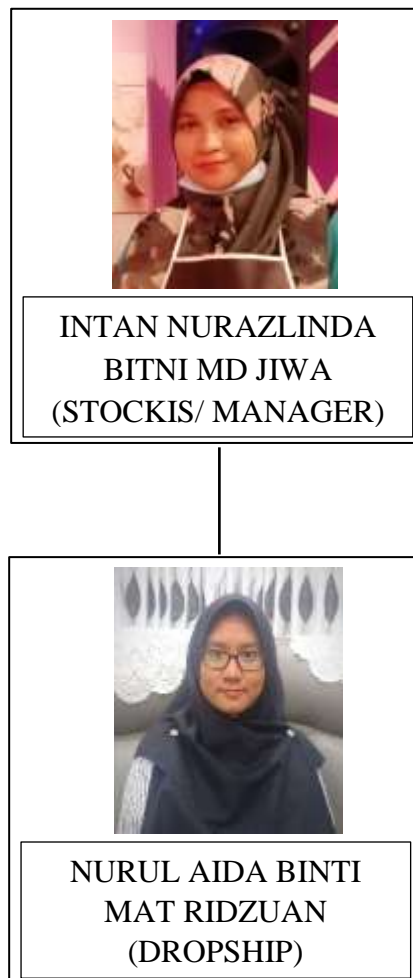 INTAN NURAZLINDA
BITNI MD JIWA
(STOCKIS/ MANAGER)
NURUL AIDA BINTI
MAT RIDZUAN
(DROPSHIP)